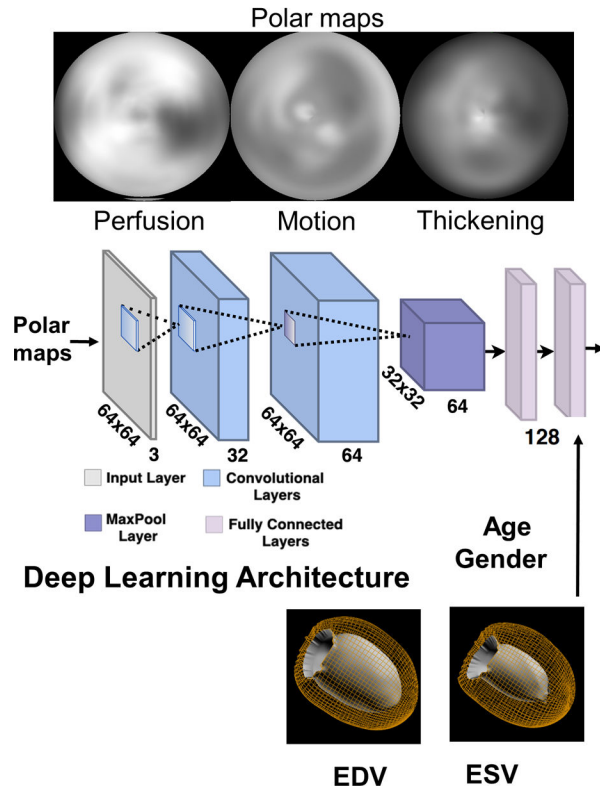 Polar maps
Perfusion Motion Thickening
Polar
maps
64x64
3
64x64
32
64x64
64
32x32
64
128
Input Layer
Convolutional
Layers
MaxPool
Layer
Fully Connected
Layers
Age
Gender
Deep Learning Architecture
EDV ESV